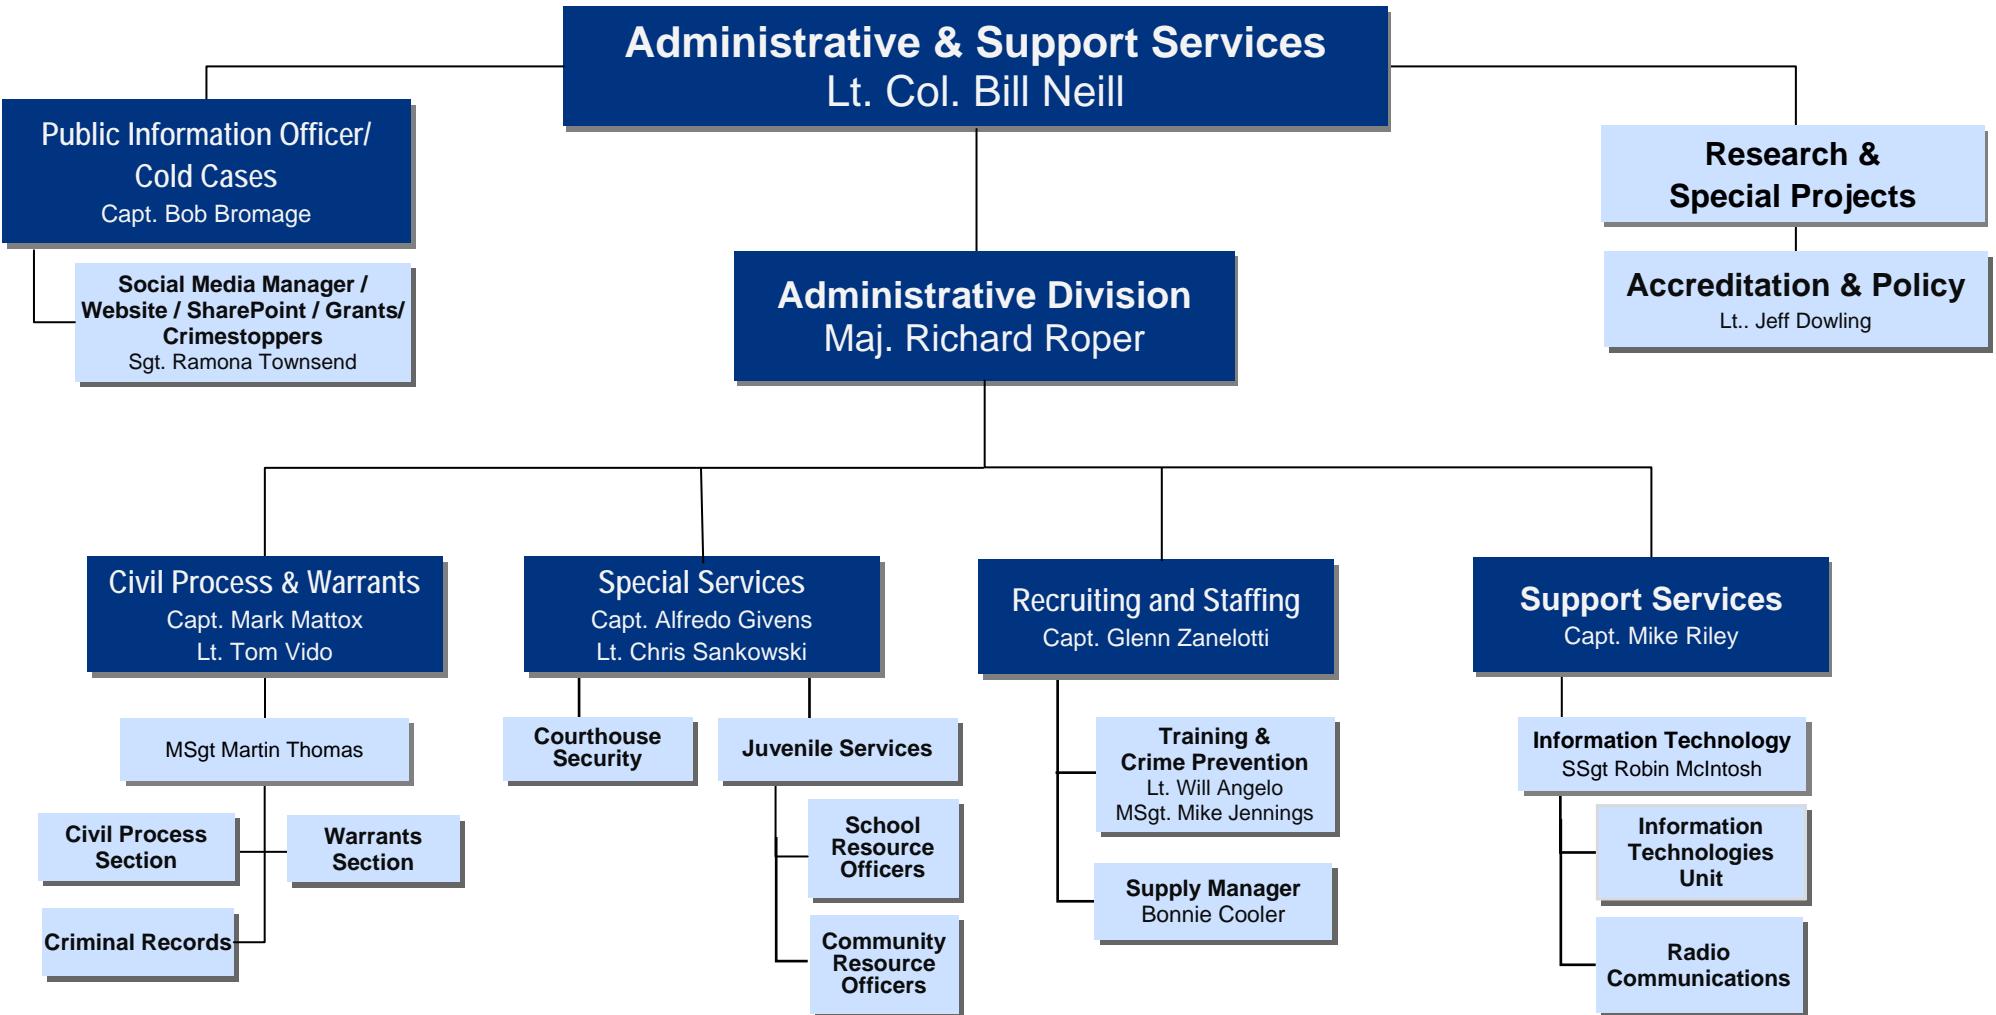 Administrative & Support Services
Lt. Col. Bill Neill
Public Information Officer/
Cold Cases
Capt. Bob Bromage
Social Media Manager /
Website / SharePoint / Grants/
Crimestoppers
Sgt. Ramona Townsend
Research &
Special Projects
Accreditation & Policy
Lt.. Jeff Dowling
Administrative Division
Maj. Richard Roper
Civil Process & Warrants
Capt. Mark Mattox
Lt. Tom Vido
MSgt Martin Thomas
Civil Process
Section
Warrants
Section
Criminal Records
Special Services
Capt. Alfredo Givens
Lt. Chris Sankowski
Courthouse
Security
Juvenile Services
School
Resource
Officers
Community
Resource
Officers
Recruiting and Staffing
Capt. Glenn Zanelotti
Training &
Crime Prevention
Lt. Will Angelo
MSgt. Mike Jennings
Supply Manager
Bonnie Cooler
Support Services
Capt. Mike Riley
Information Technology
SSgt Robin McIntosh
Information
Technologies
Unit
Radio
Communications